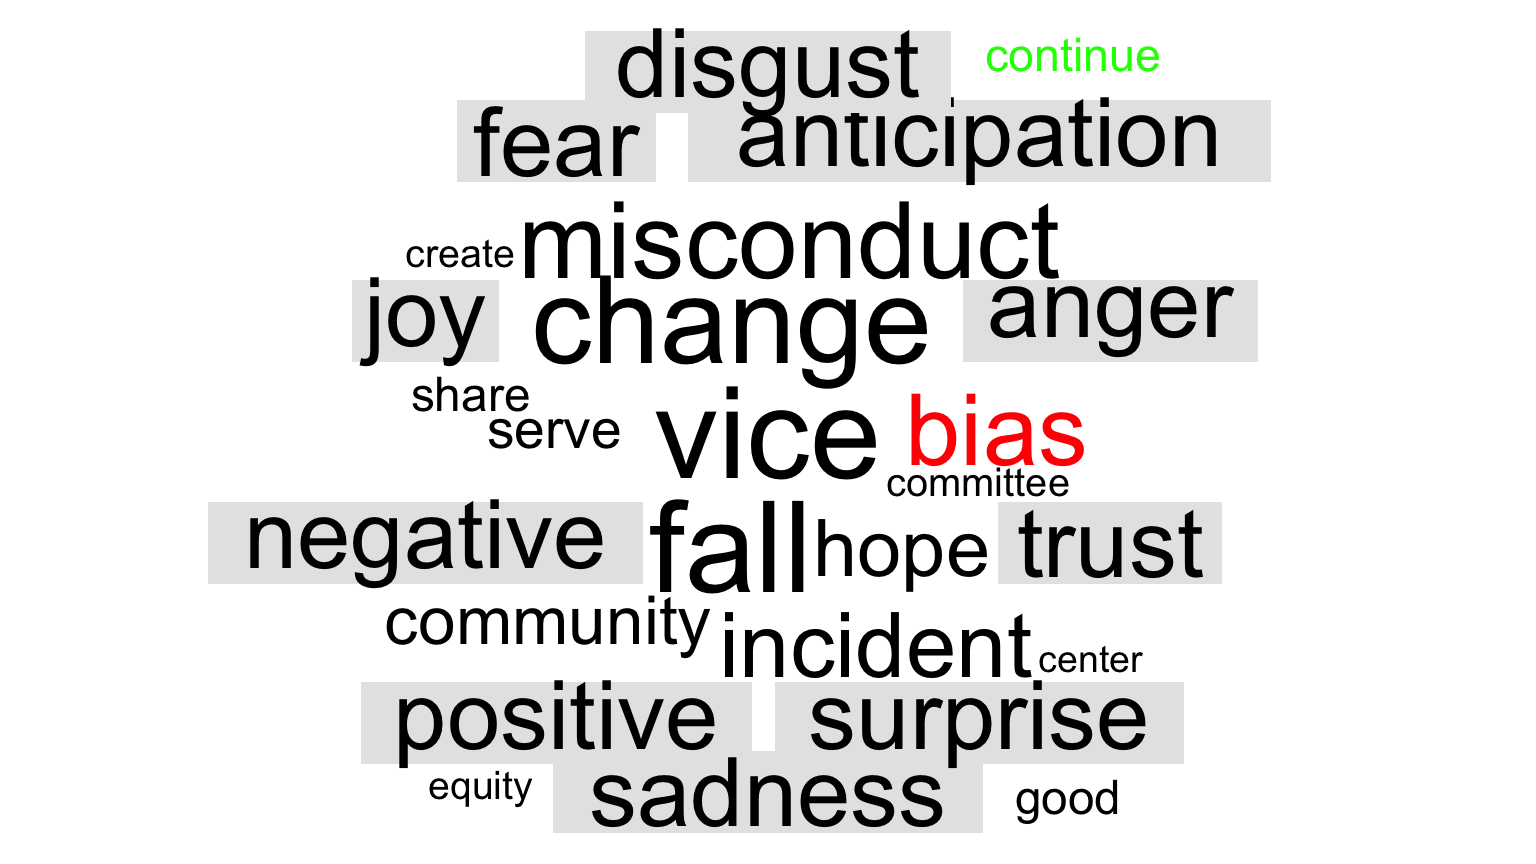 disgust continue
fear anticipation
create misconduct
joy change anger
share
serve vice bias
committee
negative fall hope trust
community incident center
positive surprise
equity sadness good